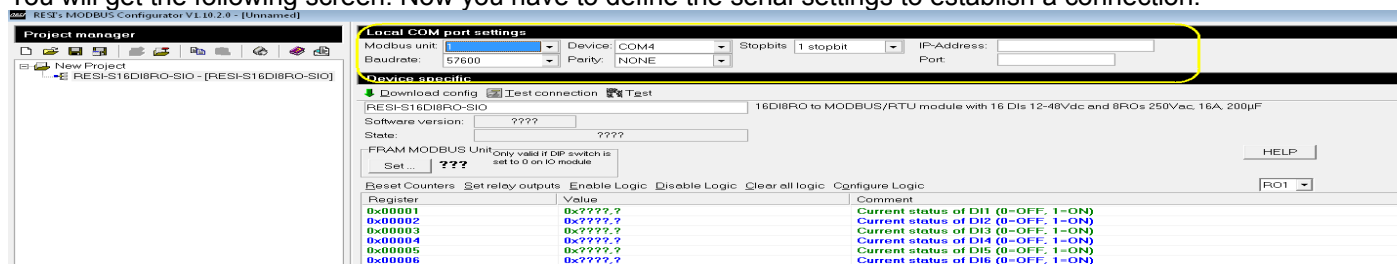 You will get the following screen. Now you have to define the serial settings to establish a connection.
RESI's MODBUS Configurator V1.10.2.0 - [Unnamed]
Project manager
New Project
RESI-S16DI8RO-SIO - [RESI-S16DI8RO-SIO]
Local COM port settings
Modbus unit: 1 Device: COM4 Stopbits 1 stopbit IP-Address:
Baudrate: 57600 Parity: NONE Port:
Device specific
Download config Test connection Test
RESI-S16DI8RO-SIO 16DI8RO to MODBUS/RTU module with 16 DIs 12-48Vdc and 8ROs 250Vac, 16A, 200µF
Software version: ????
State: ????
FRAM MODBUS Unit Only valid if DIP switch is
Set... ??? set to 0 on IO module
HELP
Reset Counters Set relay outputs Enable Logic Disable Logic Clear all logic Configure Logic RO1
Register Value Comment
0x00001 0x????,? Current status of DI1 (0=OFF, 1=ON)
0x00002 0x????,? Current status of DI2 (0=OFF, 1=ON)
0x00003 0x????,? Current status of DI3 (0=OFF, 1=ON)
0x00004 0x????,? Current status of DI4 (0=OFF, 1=ON)
0x00005 0x????,? Current status of DI5 (0=OFF, 1=ON)
0x00006 0x????,? Current status of DI6 (0=OFF, 1=ON)